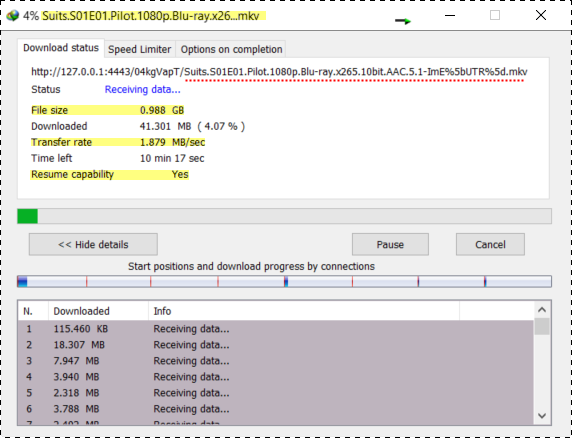 4% Suits.S01E01.Pilot.1080p.Blu-ray.x26...mkv
Download status Speed Limiter Options on completion
http://127.0.0.1:4443/04kgVapT/Suits.S01E01.Pilot.1080p.Blu-ray.x265.10bit.AAC.5.1-ImE%5bUTR%5d.mkv
Status Receiving data...
File size 0.988 GB
Downloaded 41.301 MB ( 4.07 % )
Transfer rate 1.879 MB/sec
Time left 10 min 17 sec
Resume capability Yes
<< Hide details Pause Cancel
Start positions and download progress by connections
N. Downloaded Info
1 115.460 KB Receiving data...
2 18.307 MB Receiving data...
3 7.947 MB Receiving data...
4 3.940 MB Receiving data...
5 2.318 MB Receiving data...
6 3.788 MB Receiving data...